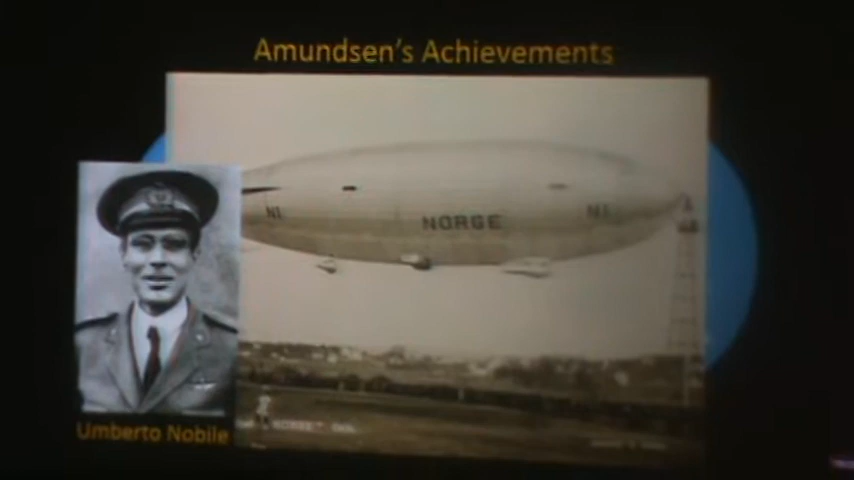 Amundsen's Achievements
N1
NORGE
N1
Umberto Nobile